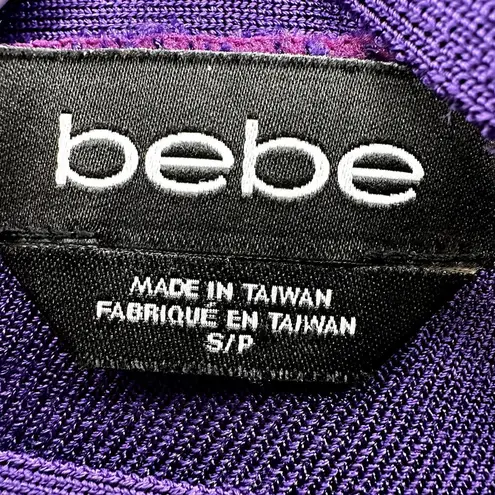 bebe
MADE IN TAIWAN
FABRIQUÉ EN TAIWAN
S/P